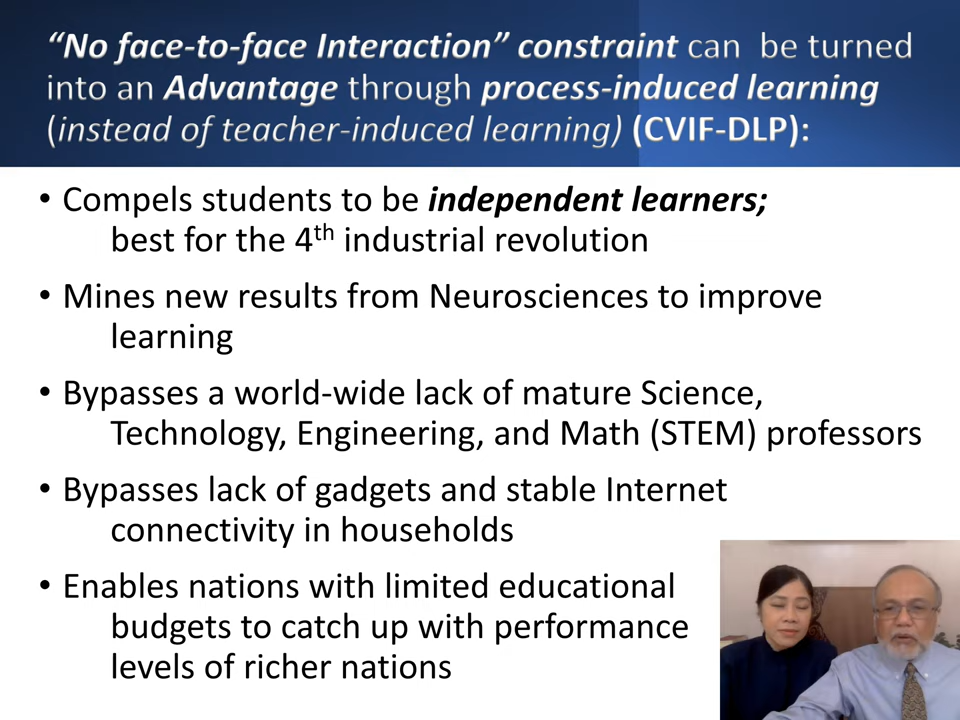 “No face-to-face Interaction” constraint can be turned
into an Advantage through process-induced learning
(instead of teacher-induced learning) (CVIF-DLP):
• Compels students to be independent learners;
best for the 4th industrial revolution
• Mines new results from Neurosciences to improve
learning
• Bypasses a world-wide lack of mature Science,
Technology, Engineering, and Math (STEM) professors
• Bypasses lack of gadgets and stable Internet
connectivity in households
• Enables nations with limited educational
budgets to catch up with performance
levels of richer nations